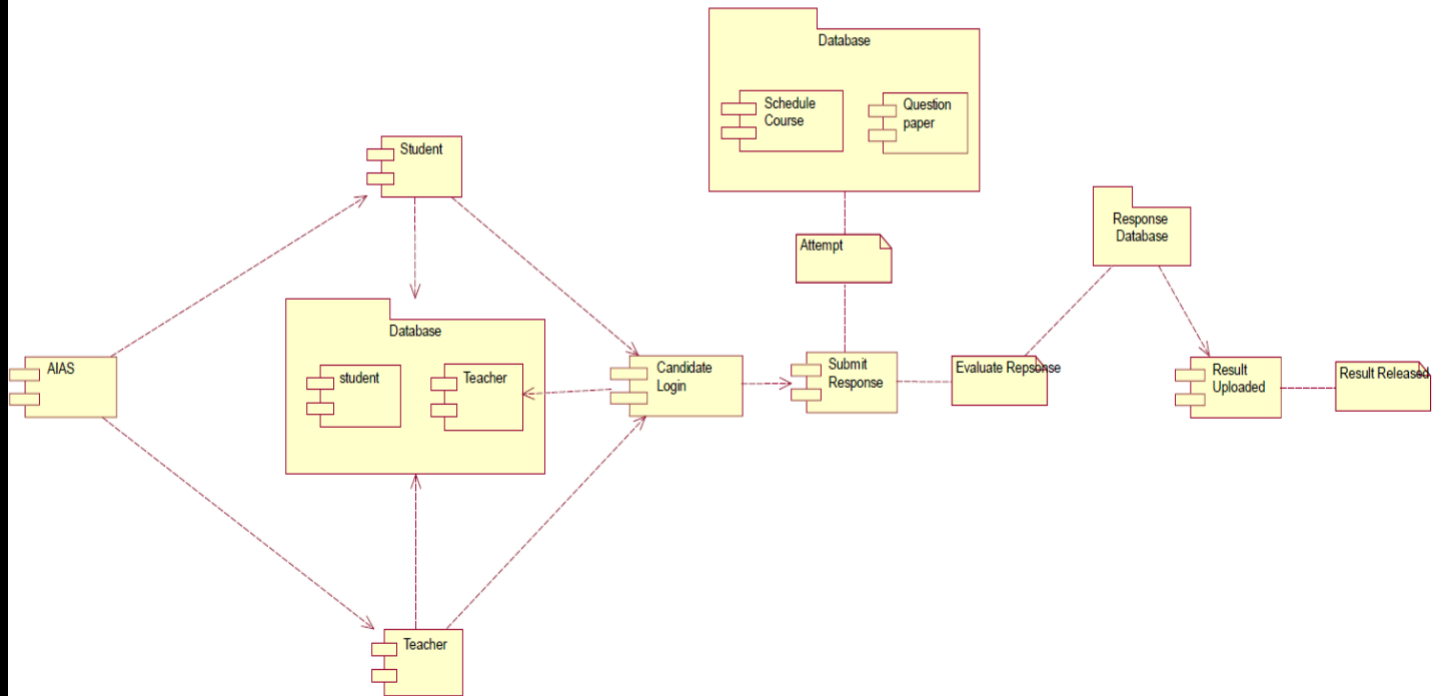 Database
Schedule
Course
Question
paper
Student
Response
Database
Attempt
Database
AIAS
student
Teacher
Candidate
Login
Submit
Response
Evaluate Repsbnse
Result
Uploaded
Result Released
Teacher